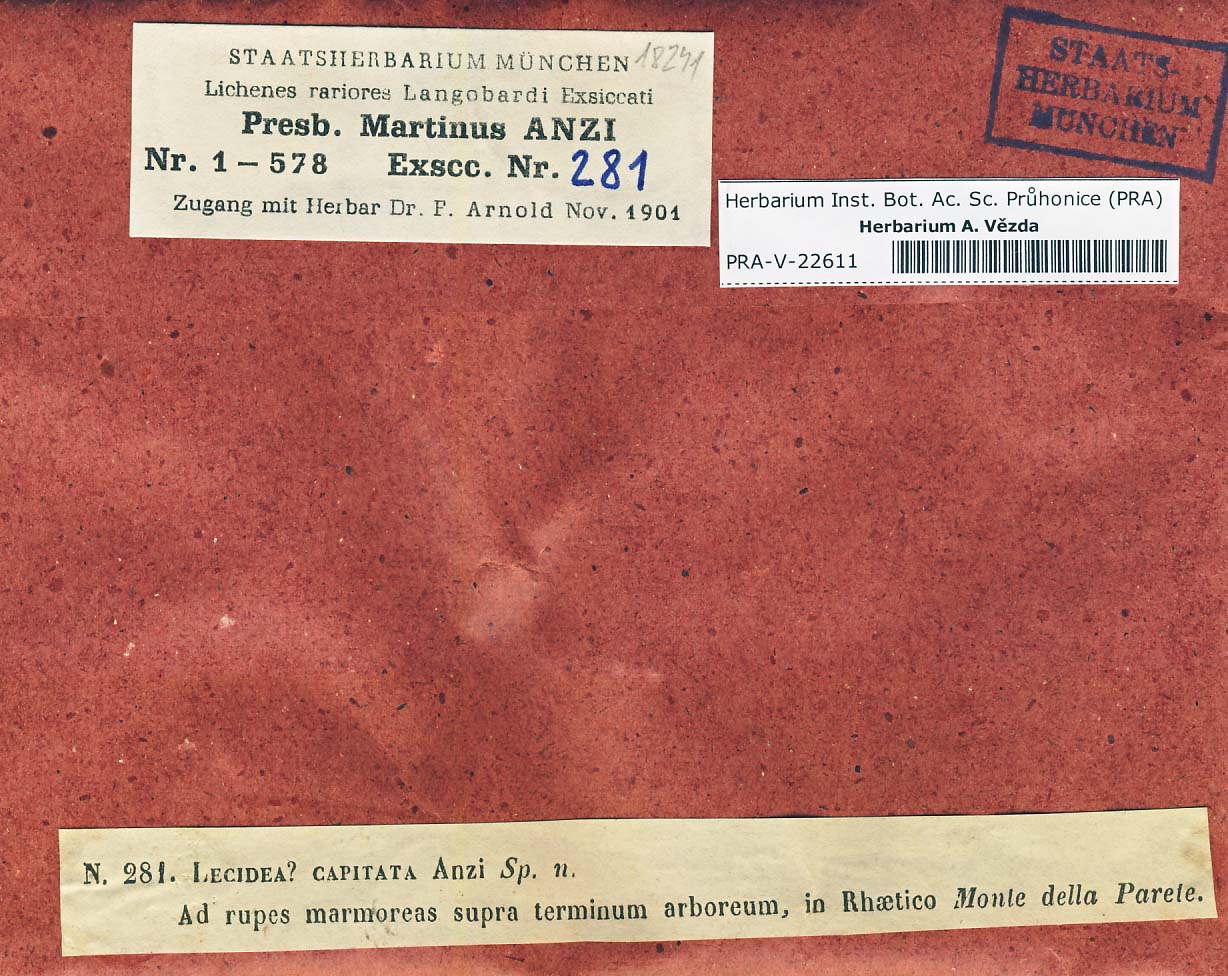 STAATSHERBARIUM MÜNCHEN 18241
Lichenes rariores Langobardi Exsiccati
Presb. Martinus ANZI
Nr. 1 – 578 Exscc. Nr. 281
Zugang mit Herbar Dr. F. Arnold Nov. 1901
STAATS-
HERBARIUM
MÜNCHEN
Herbarium Inst. Bot. Ac. Sc. Průhonice (PRA)
Herbarium A. Vězda
PRA-V-22611
N. 281. LECIDEA? CAPITATA Anzi Sp. n.
Ad rupes marmoreas supra terminum arboreum, in Rhætico Monte della Parete.